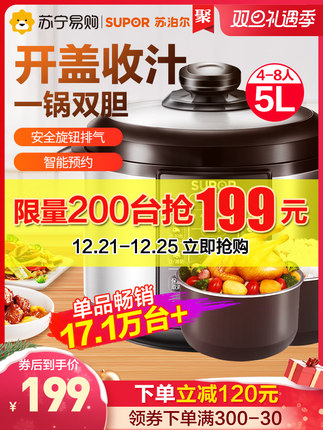 苏宁易购 SUPOR 苏泊尔 聚 双旦礼遇季
开盖收汁
一锅双胆
4-8人
5L
安全旋钮排气
智能预约
SUPOR
限量200台抢199元
12.21-12.25 立即抢购
单品畅销
17.1万台+
券后到手价
¥199
下单立减120元
领券下单满300-30